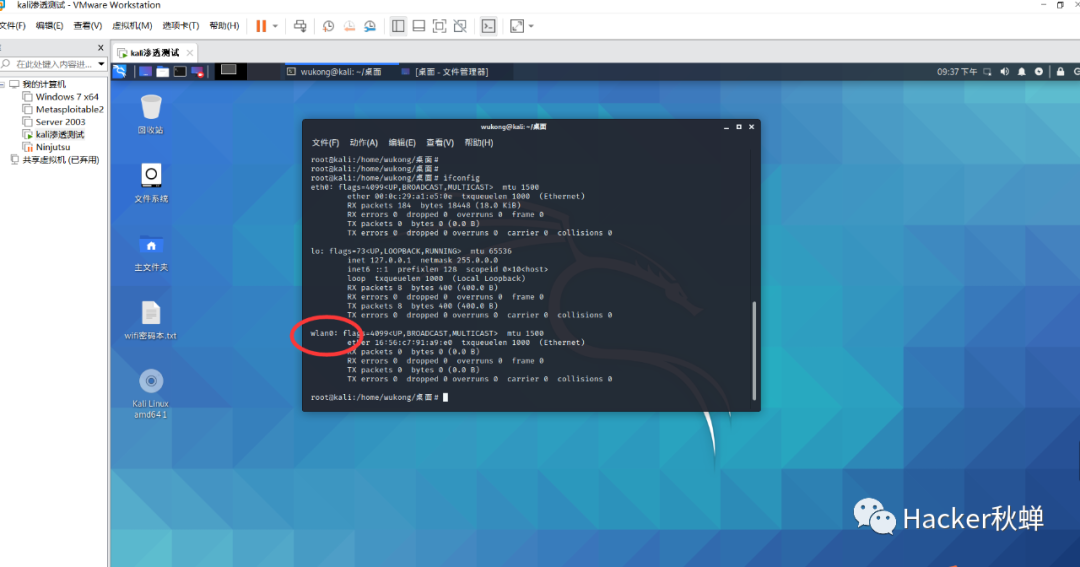 kali渗透测试 - VMware Workstation
文件(F) 编辑(E) 查看(V) 虚拟机(M) 选项卡(T) 帮助(H)
在此处键入内容进...
我的计算机
Windows 7 x64
Metasploitable2
Server 2003
kali渗透测试
Ninjutsu
共享虚拟机 (已弃用)
kali渗透测试
wukong@kali: ~/桌面
[桌面 - 文件管理器]
09:37 下午
回收站
文件系统
主文件夹
wifi密码本.txt
Kali Linux
amd64 1
wukong@kali: ~/桌面
文件(F) 动作(A) 编辑(E) 查看(V) 帮助(H)
root@kali:/home/wukong/桌面#
root@kali:/home/wukong/桌面#
root@kali:/home/wukong/桌面# ifconfig
eth0: flags=4099<UP,BROADCAST,MULTICAST> mtu 1500
ether 00:0c:29:a1:e5:0e txqueuelen 1000 (Ethernet)
RX packets 184 bytes 18448 (18.0 KiB)
RX errors 0 dropped 0 overruns 0 frame 0
TX packets 0 bytes 0 (0.0 B)
TX errors 0 dropped 0 overruns 0 carrier 0 collisions 0
lo: flags=73<UP,LOOPBACK,RUNNING> mtu 65536
inet 127.0.0.1 netmask 255.0.0.0
inet6 ::1 prefixlen 128 scopeid 0×10<host>
loop txqueuelen 1000 (Local Loopback)
RX packets 8 bytes 400 (400.0 B)
RX errors 0 dropped 0 overruns 0 frame 0
TX packets 8 bytes 400 (400.0 B)
TX errors 0 dropped 0 overruns 0 carrier 0 collisions 0
wlan0: flags=4099<UP,BROADCAST,MULTICAST> mtu 1500
ether 16:56:c7:91:a9:e0 txqueuelen 1000 (Ethernet)
RX packets 0 bytes 0 (0.0 B)
RX errors 0 dropped 0 overruns 0 frame 0
TX packets 0 bytes 0 (0.0 B)
TX errors 0 dropped 0 overruns 0 carrier 0 collisions 0
root@kali:/home/wukong/桌面#
Hacker秋蝉